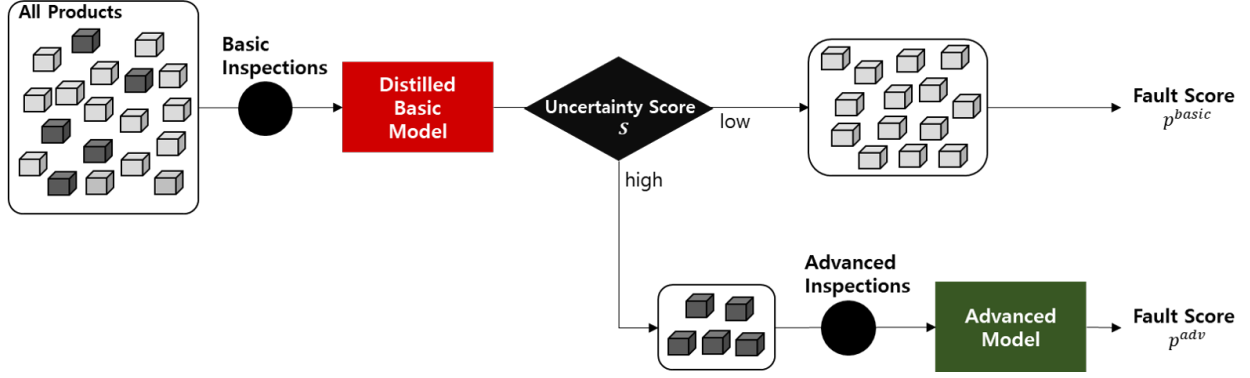 All Products
Basic
Inspections
Distilled
Basic
Model
Uncertainty Score
s
low
high
Fault Score
p^basic
Advanced
Inspections
Advanced
Model
Fault Score
p^adv